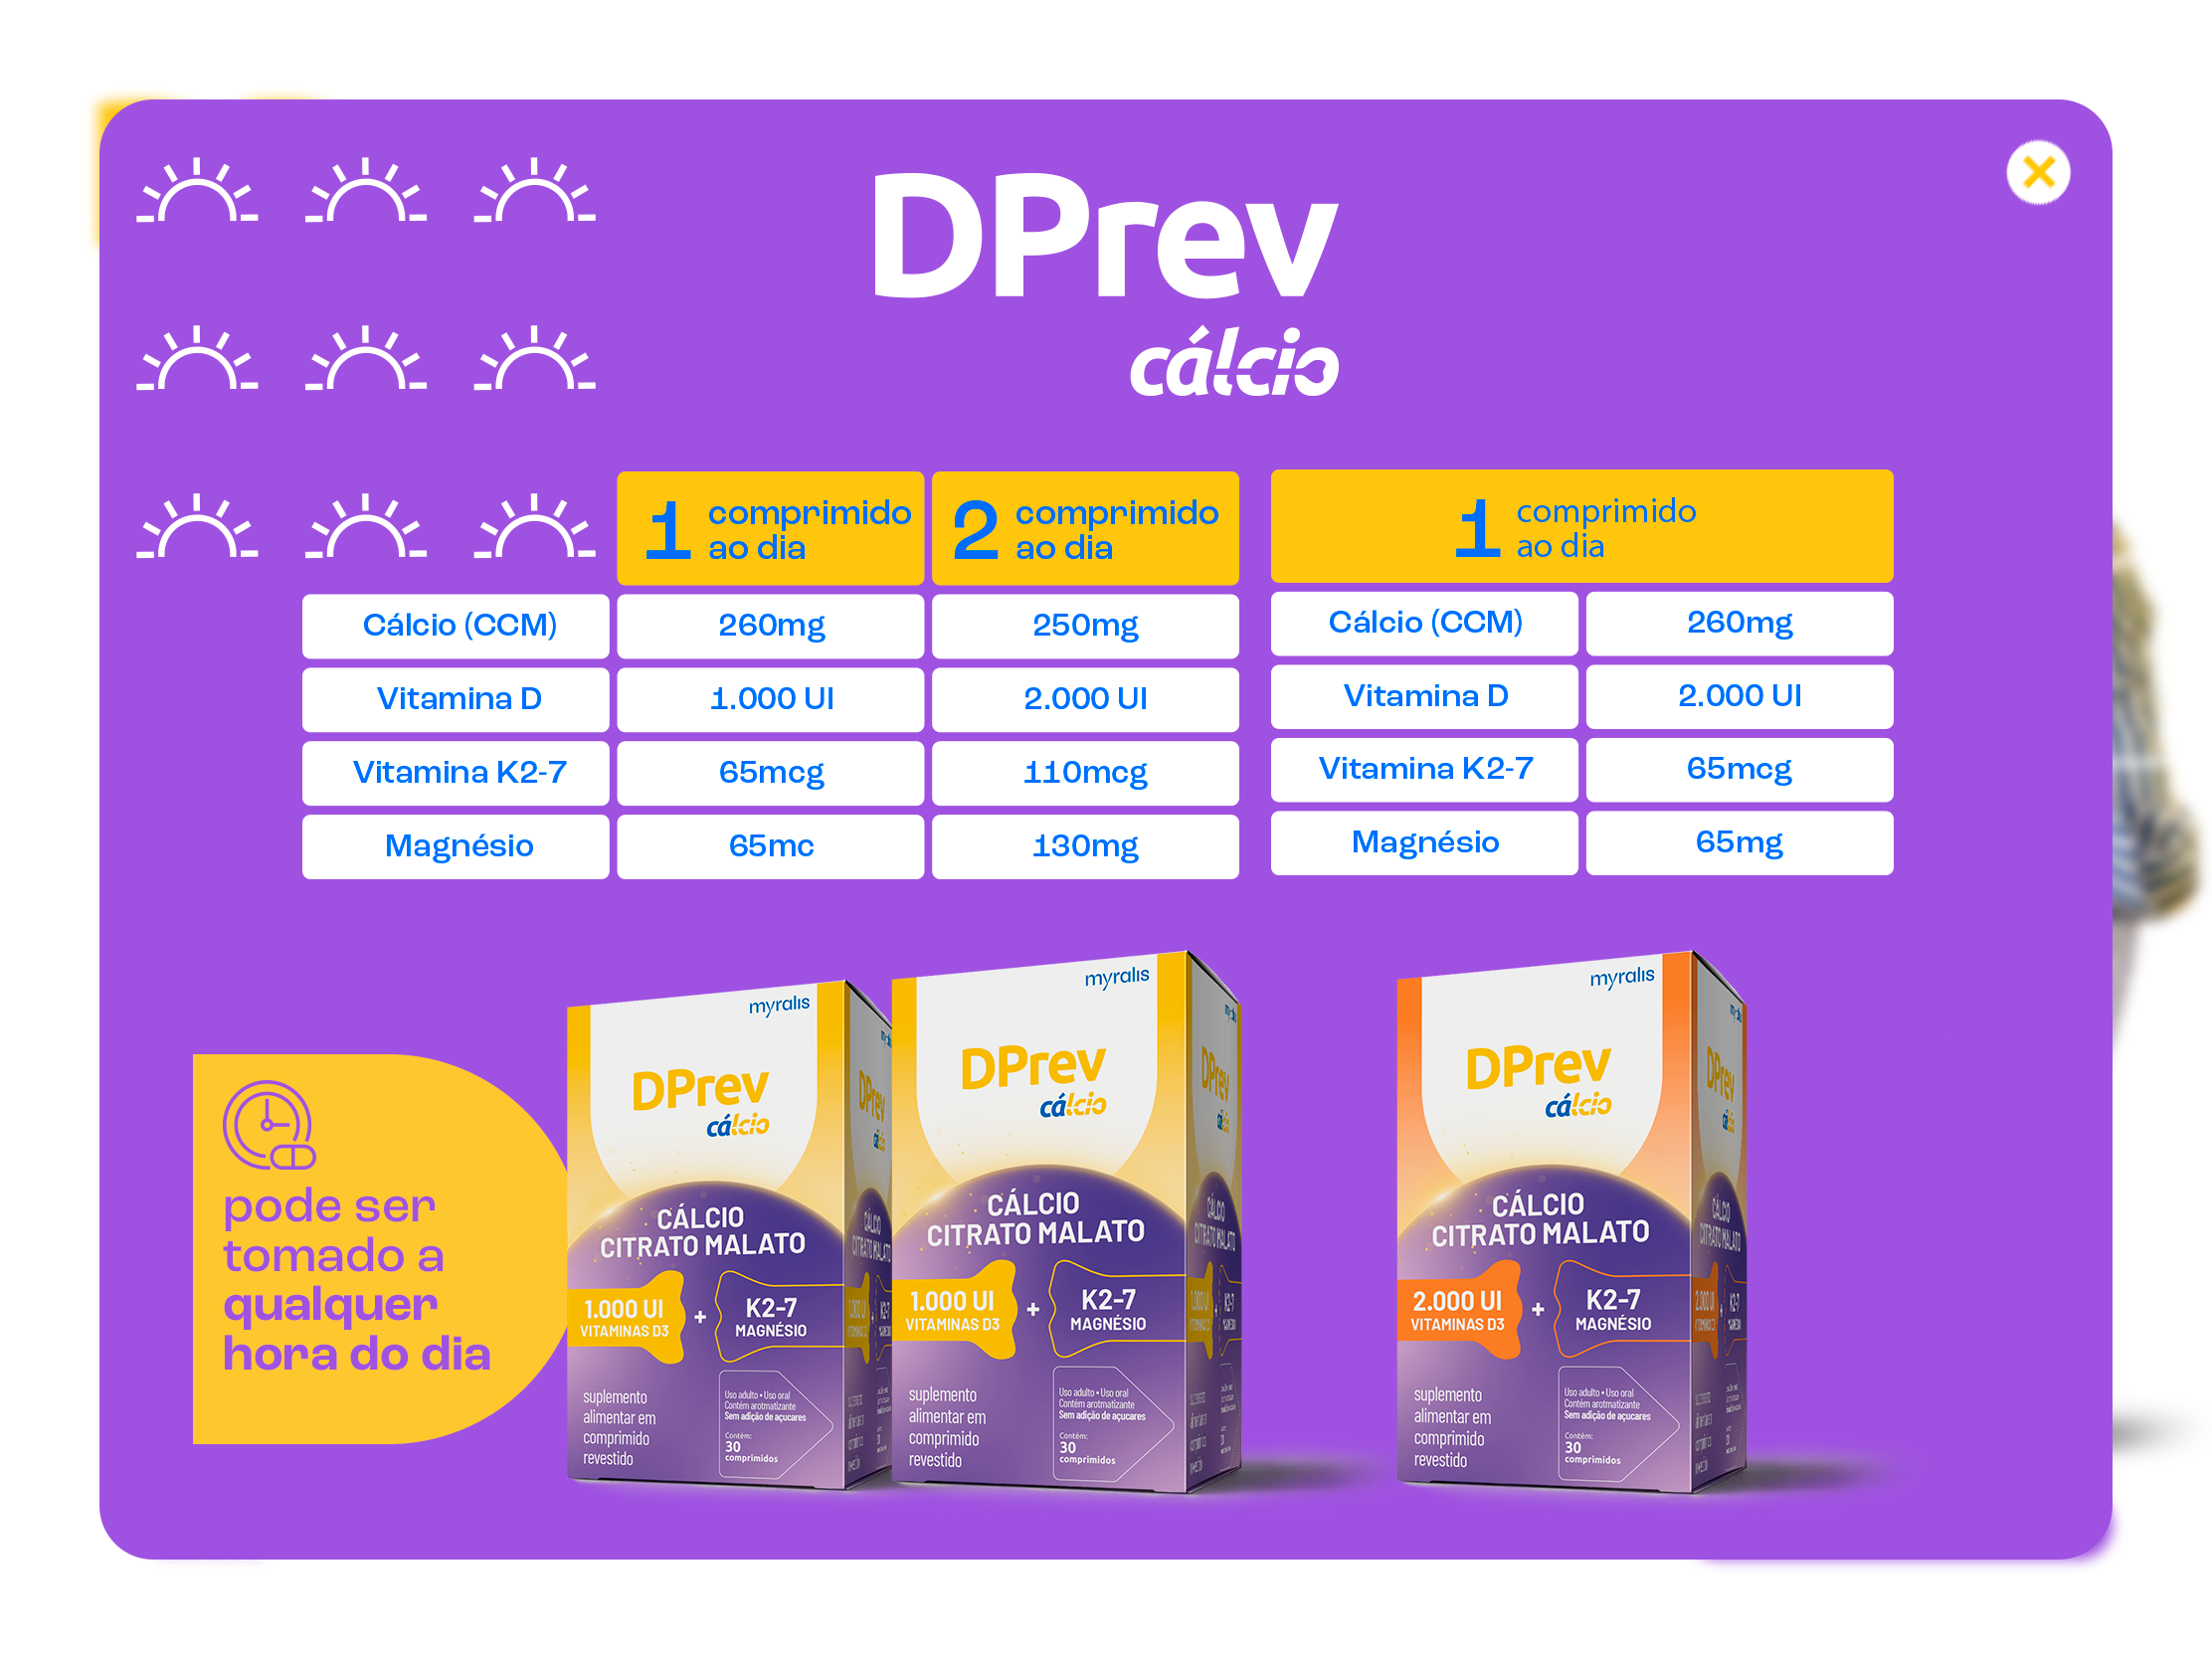 DPrev
cálcio
1 comprimido ao dia
2 comprimido ao dia
Cálcio (CCM) 260mg 250mg
Vitamina D 1.000 UI 2.000 UI
Vitamina K2-7 65mcg 110mcg
Magnésio 65mc 130mg
1 comprimido ao dia
Cálcio (CCM) 260mg
Vitamina D 2.000 UI
Vitamina K2-7 65mcg
Magnésio 65mg
pode ser
tomado a
qualquer
hora do dia
myralis
DPrev
cálcio
CÁLCIO
CITRATO MALATO
1.000 UI
VITAMINAS D3
+
K2-7
MAGNÉSIO
suplemento
alimentar em
comprimido
revestido
Uso adulto • Uso oral
Contém arotmatizante
Sem adição de açucares
Contém:
30
comprimidos
myralis
DPrev
cálcio
CÁLCIO
CITRATO MALATO
1.000 UI
VITAMINAS D3
+
K2-7
MAGNÉSIO
suplemento
alimentar em
comprimido
revestido
Uso adulto • Uso oral
Contém arotmatizante
Sem adição de açucares
Contém:
30
comprimidos
myralis
DPrev
cálcio
CÁLCIO
CITRATO MALATO
2.000 UI
VITAMINAS D3
+
K2-7
MAGNÉSIO
suplemento
alimentar em
comprimido
revestido
Uso adulto • Uso oral
Contém arotmatizante
Sem adição de açucares
Contém:
30
comprimidos